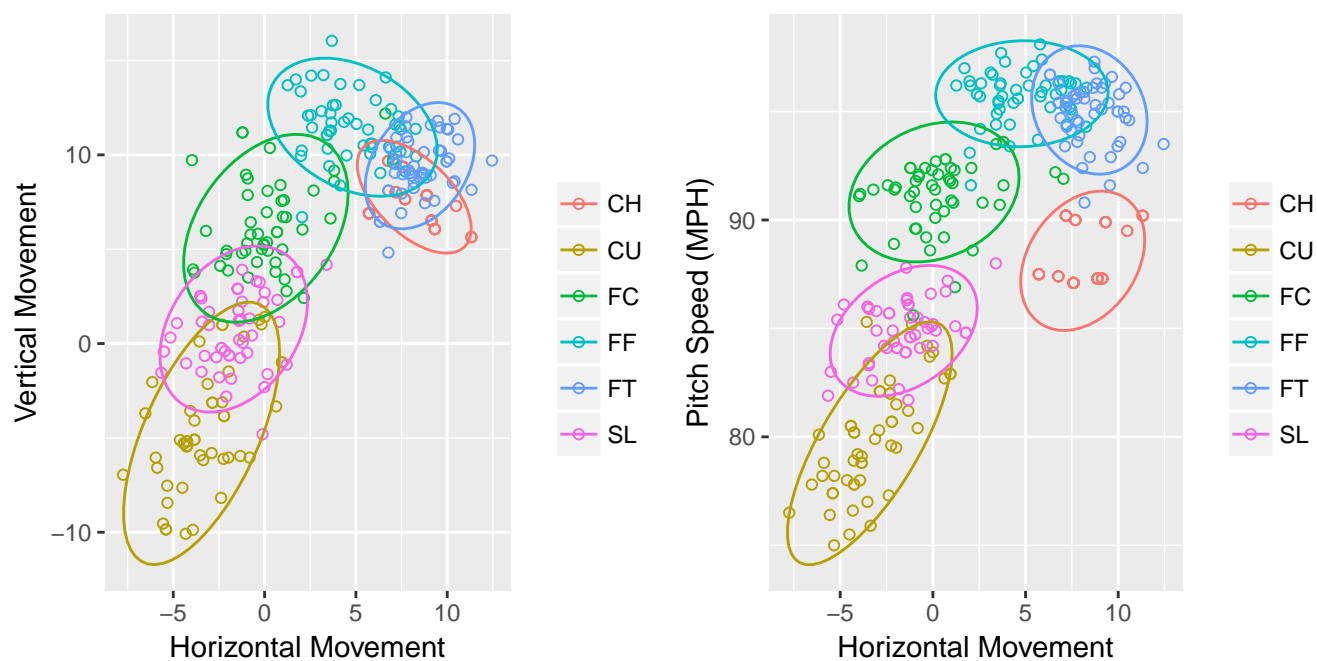 Vertical Movement
10
0
−10
−5
0
5
10
Horizontal Movement
CH
CU
FC
FF
FT
SL
Pitch Speed (MPH)
90
80
−5
0
5
10
Horizontal Movement
CH
CU
FC
FF
FT
SL